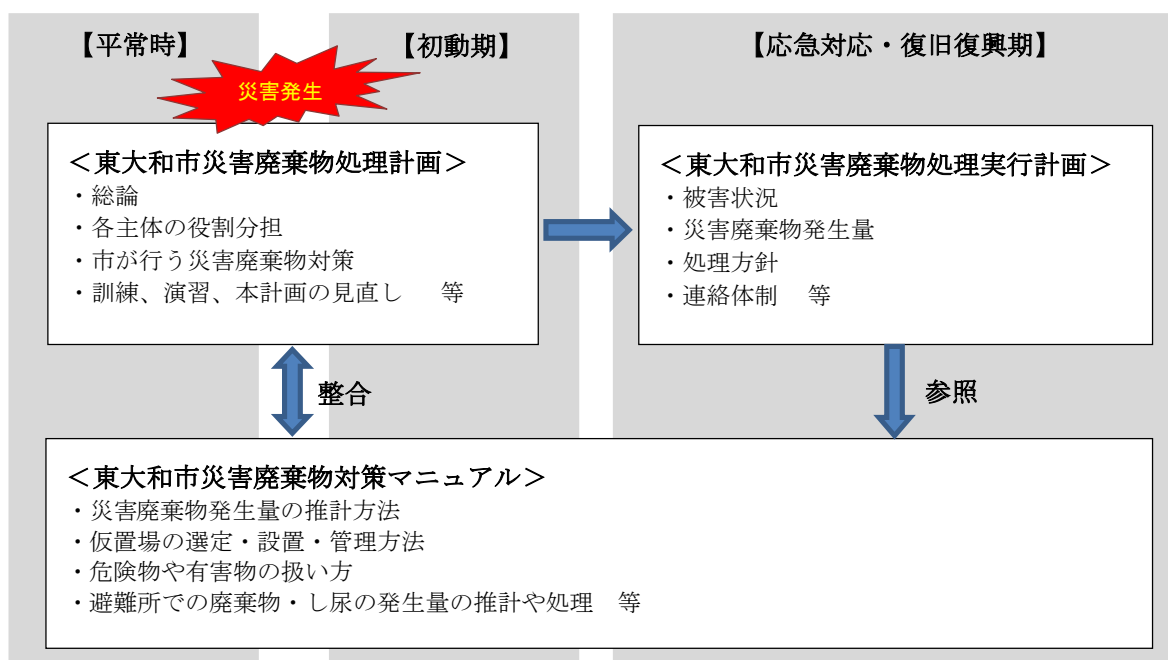 【平常時】
【初動期】
【応急対応・復旧復興期】
災害発生
＜東大和市災害廃棄物処理計画＞
・総論
・各主体の役割分担
・市が行う災害廃棄物対策
・訓練、演習、本計画の見直し　等
＜東大和市災害廃棄物処理実行計画＞
・被害状況
・災害廃棄物発生量
・処理方針
・連絡体制　等
整合
参照
＜東大和市災害廃棄物対策マニュアル＞
・災害廃棄物発生量の推計方法
・仮置場の選定・設置・管理方法
・危険物や有害物の扱い方
・避難所での廃棄物・し尿の発生量の推計や処理　等